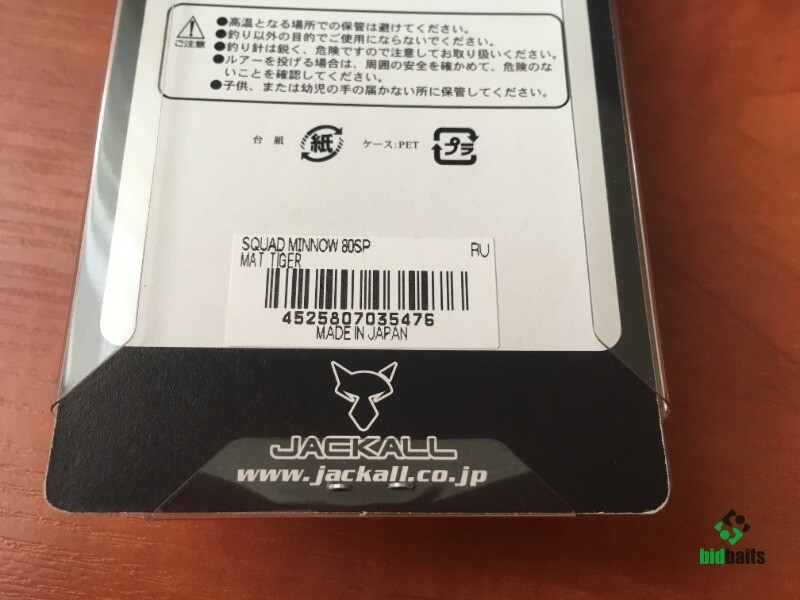 ●高温となる場所での保管は避けてください。
●釣り以外の目的でご使用にならないでください。
●釣り針は鋭く、危険ですので注意してお取り扱いください。
●ルアーを投げる場合は、周囲の安全を確かめて、危険のな
いことを確認してください。
●子供、または幼児の手の届かない所に保管してください。
ご注意
台紙 紙 ケース:PET プラ
SQUAD MINNOW 80SP RU
MAT TIGER
4525807035476
MADE IN JAPAN
JACKALL
www.jackall.co.jp
bidbaits